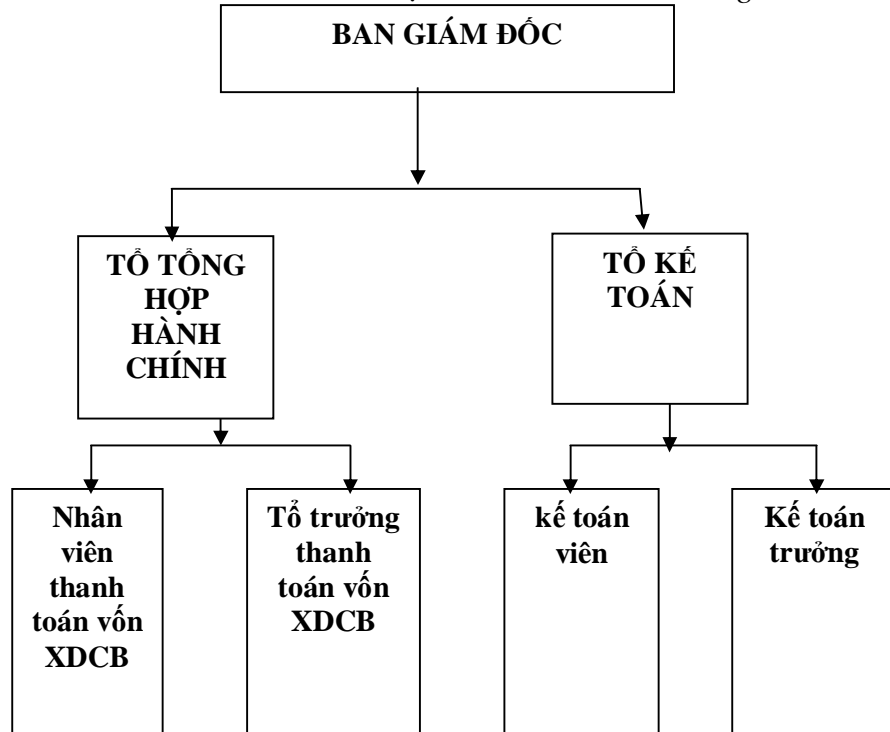 BAN GIÁM ĐỐC
TỔ TỔNG
HỢP
HÀNH
CHÍNH
TỔ KẾ
TOÁN
Nhân
viên
thanh
toán vốn
XDCB
Tổ trưởng
thanh
toán vốn
XDCB
kế toán
viên
Kế toán
trưởng